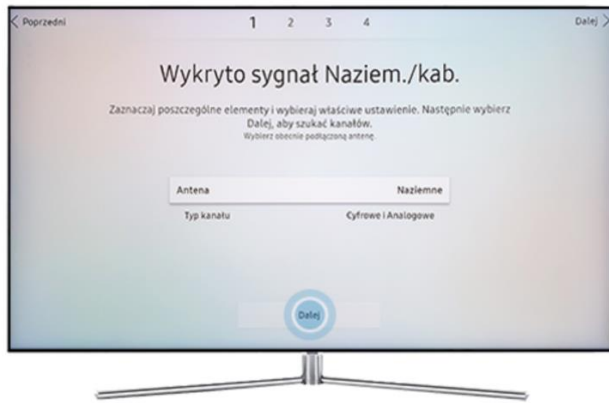 Poprzedni 1 2 3 4 Dalej
Wykryto sygnał Naziem./kab.
Zaznaczaj poszczególne elementy i wybieraj właściwe ustawienie. Następnie wybierz
Dalej, aby szukać kanałów.
Wybierz obecnie podłączoną antenę.
Antena Naziemne
Typ kanału Cyfrowe i Analogowe
Dalej